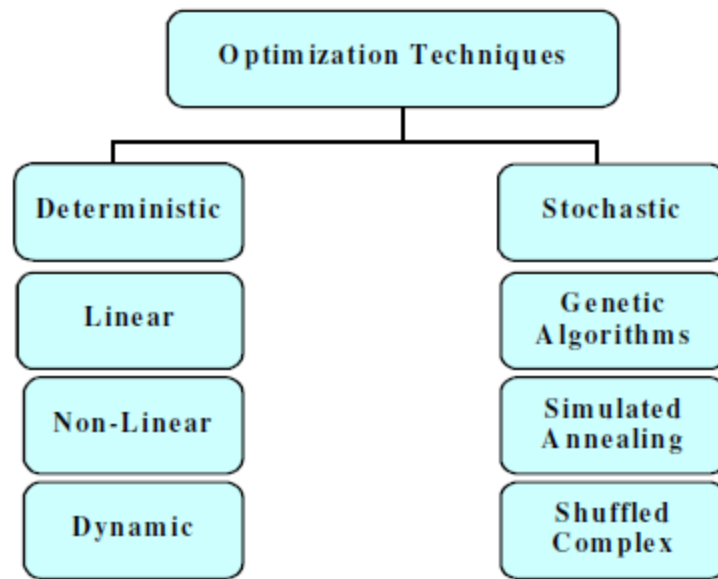 Optimization Techniques
Deterministic
Linear
Non-Linear
Dynamic
Stochastic
Genetic
Algorithms
Simulated
Annealing
Shuffled
Complex